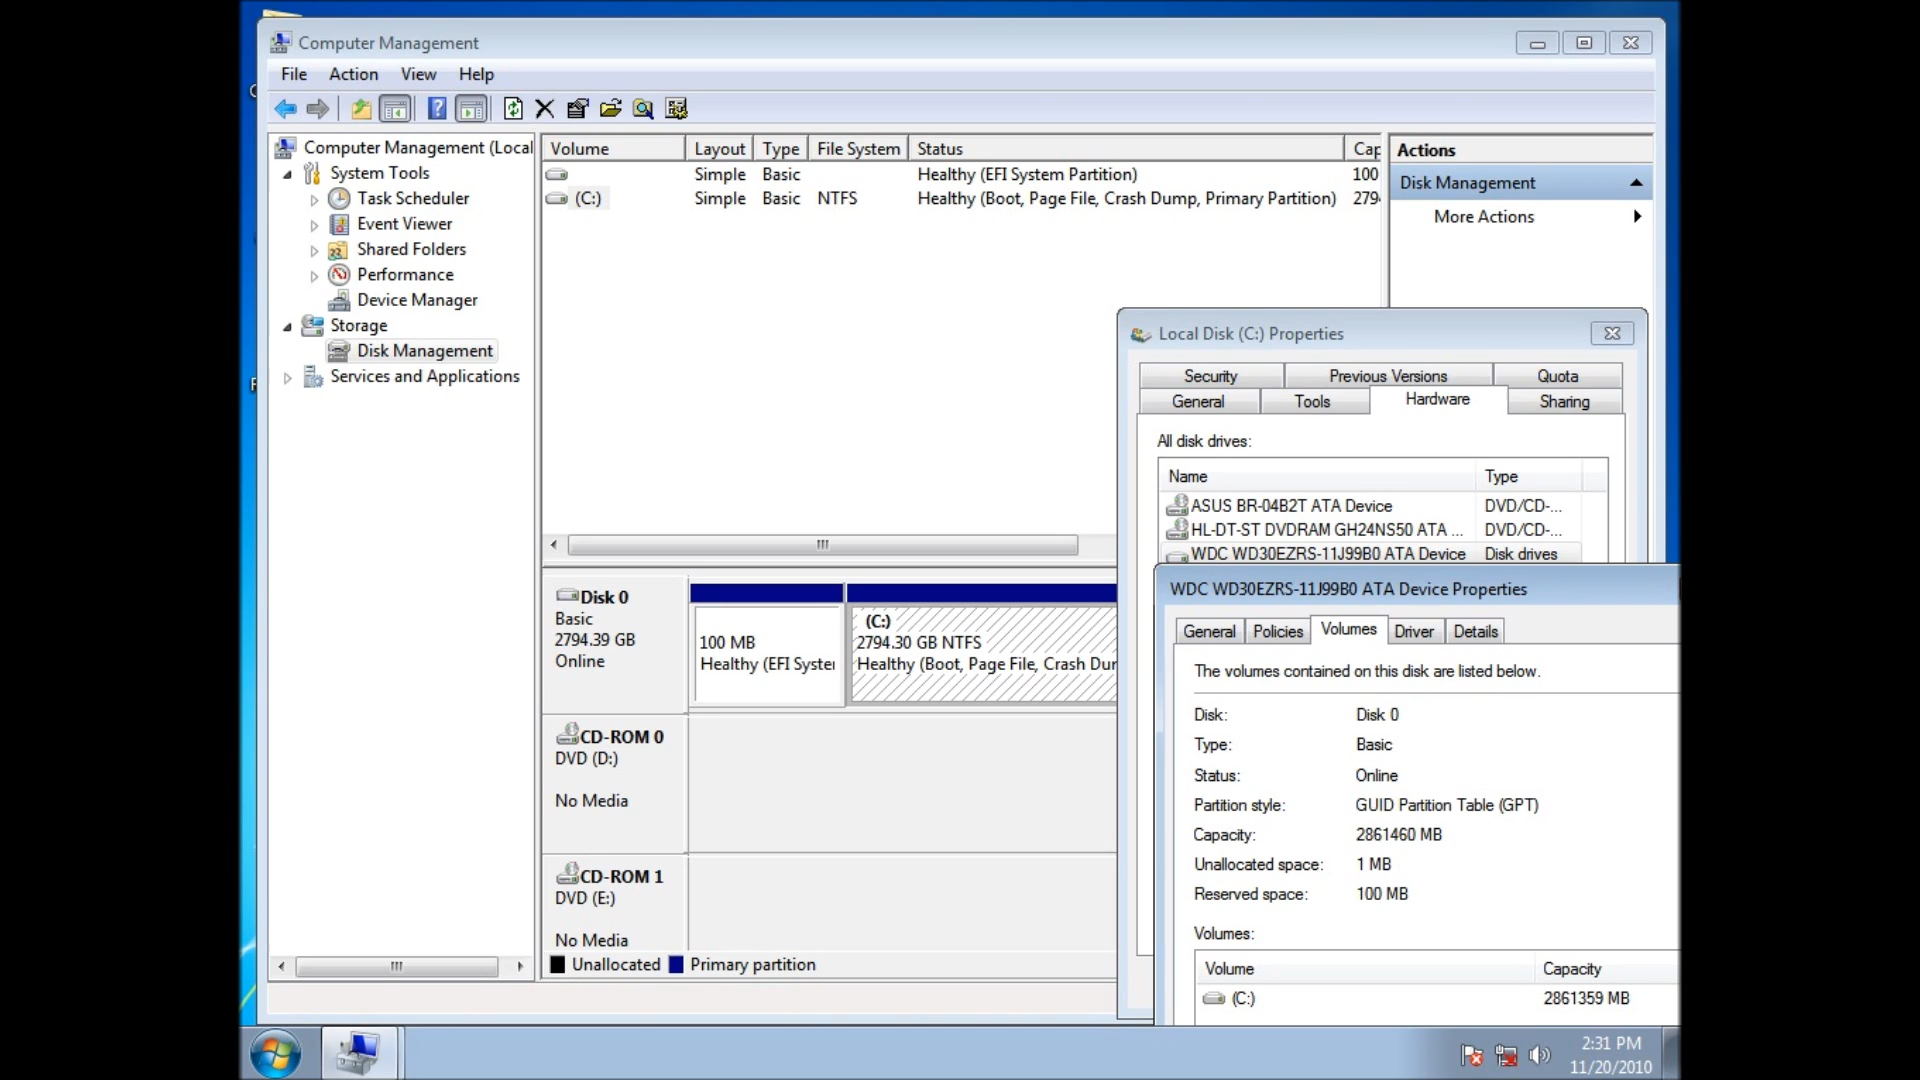 Computer Management
File Action View Help
Computer Management (Local
System Tools
Task Scheduler
Event Viewer
Shared Folders
Performance
Device Manager
Storage
Disk Management
Services and Applications
Volume Layout Type File System Status Cap
Simple Basic Healthy (EFI System Partition) 100
(C:) Simple Basic NTFS Healthy (Boot, Page File, Crash Dump, Primary Partition) 279
Actions
Disk Management
More Actions
Disk 0
Basic
2794.39 GB
Online
100 MB
Healthy (EFI Syster
(C:)
2794.30 GB NTFS
Healthy (Boot, Page File, Crash Dur
CD-ROM 0
DVD (D:)
No Media
CD-ROM 1
DVD (E:)
No Media
Unallocated Primary partition
Local Disk (C:) Properties
Security Previous Versions Quota
General Tools Hardware Sharing
All disk drives:
Name Type
ASUS BR-04B2T ATA Device DVD/CD-...
HL-DT-ST DVDRAM GH24NS50 ATA ... DVD/CD-...
WDC WD30EZRS-11J99B0 ATA Device Disk drives
WDC WD30EZRS-11J99B0 ATA Device Properties
General Policies Volumes Driver Details
The volumes contained on this disk are listed below.
Disk: Disk 0
Type: Basic
Status: Online
Partition style: GUID Partition Table (GPT)
Capacity: 2861460 MB
Unallocated space: 1 MB
Reserved space: 100 MB
Volumes:
Volume Capacity
(C:) 2861359 MB
2:31 PM
11/20/2010